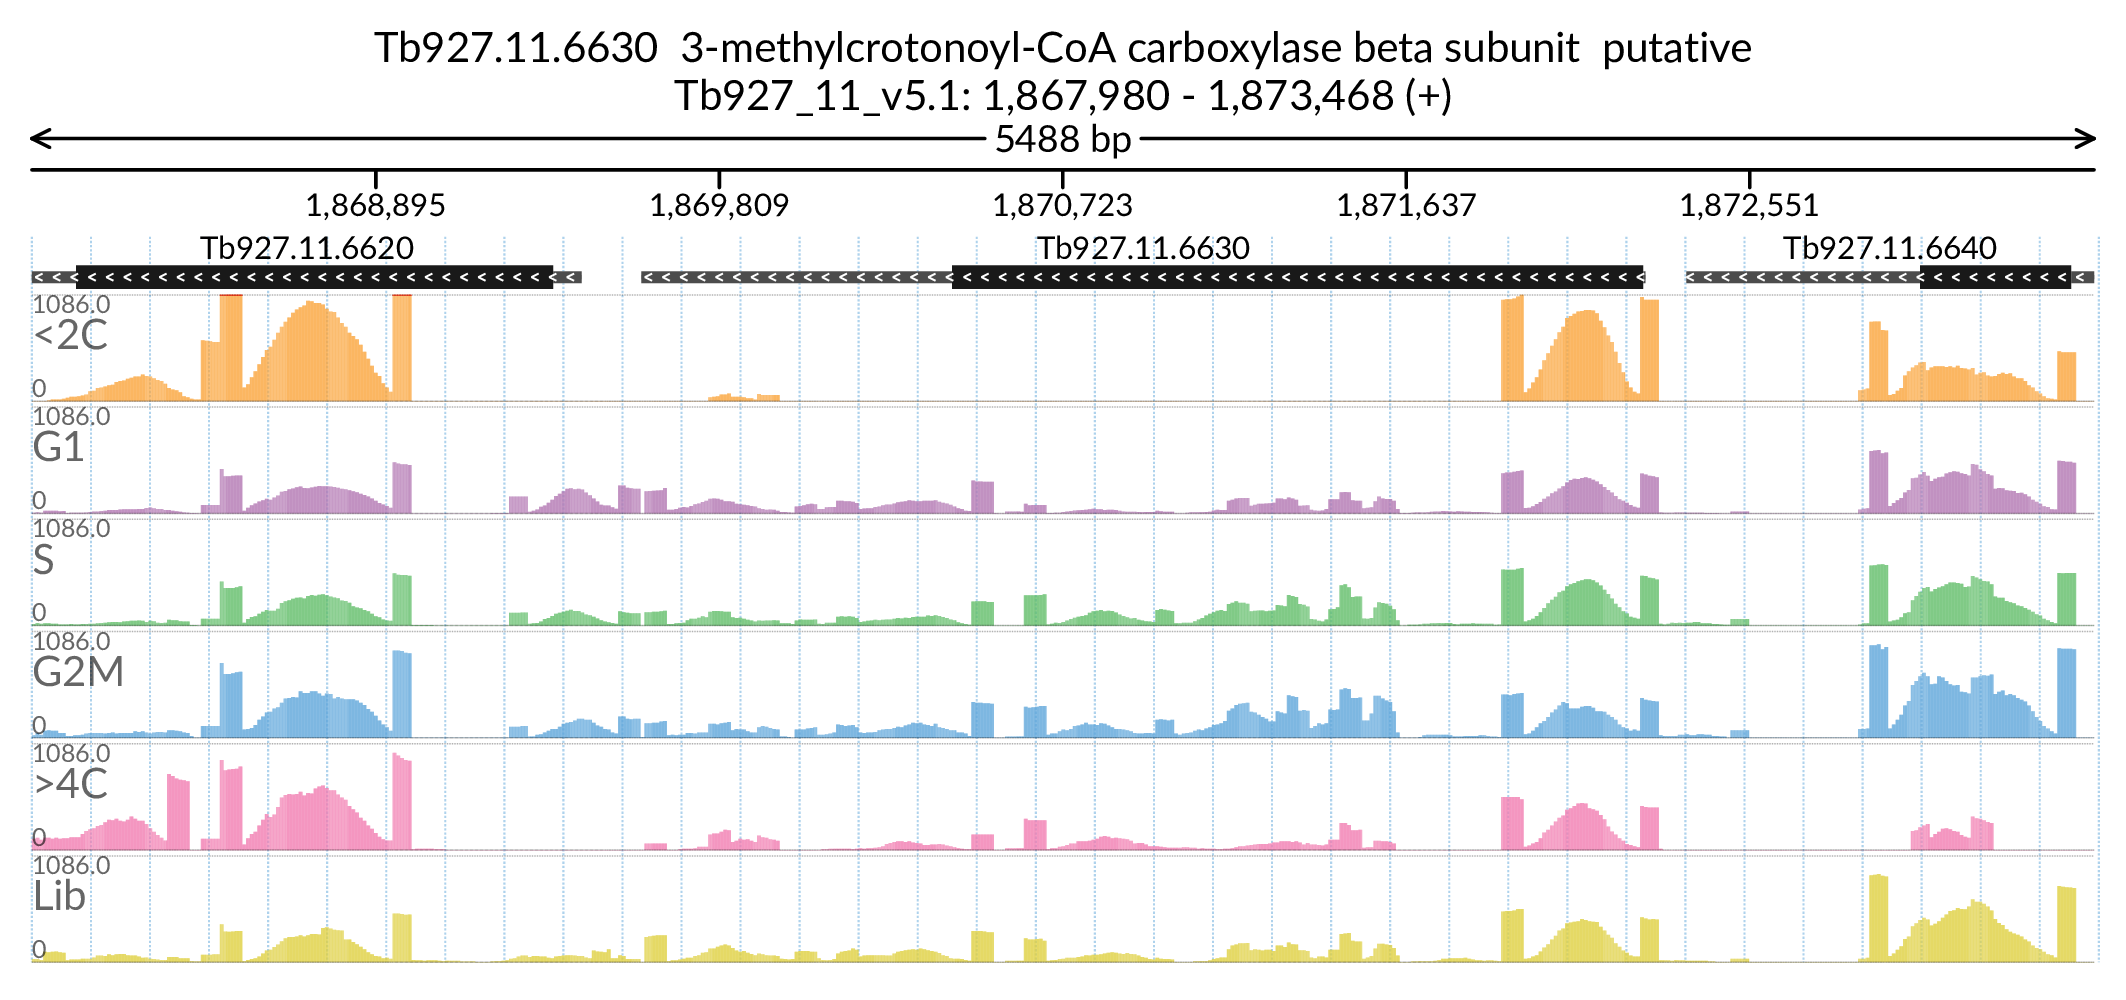 Tb927.11.6630  3-methylcrotonoyl-CoA carboxylase beta subunit  putative
Tb927_11_v5.1: 1,867,980 - 1,873,468 (+)
5488 bp
1,868,895 1,869,809 1,870,723 1,871,637 1,872,551
Tb927.11.6620 Tb927.11.6630 Tb927.11.6640
1086.0
<2C
0
1086.0
G1
0
1086.0
S
0
1086.0
G2M
0
1086.0
>4C
0
1086.0
Lib
0